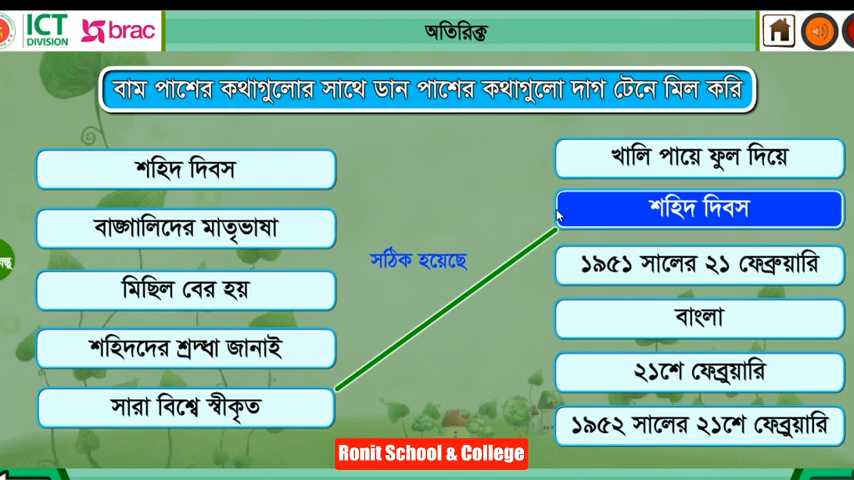 ICT
DIVISION
brac
অতিরিক্ত
বাম পাশের কথাগুলোর সাথে ডান পাশের কথাগুলো দাগ টেনে মিল করি
শহিদ দিবস
বাঙ্গালিদের মাতৃভাষা
মিছিল বের হয়
শহিদদের শ্রদ্ধা জানাই
সারা বিশ্বে স্বীকৃত
সঠিক হয়েছে
খালি পায়ে ফুল দিয়ে
শহিদ দিবস
১৯৫১ সালের ২১ ফেব্রুয়ারি
বাংলা
২১শে ফেব্রুয়ারি
১৯৫২ সালের ২১শে ফেব্রুয়ারি
Ronit School & College